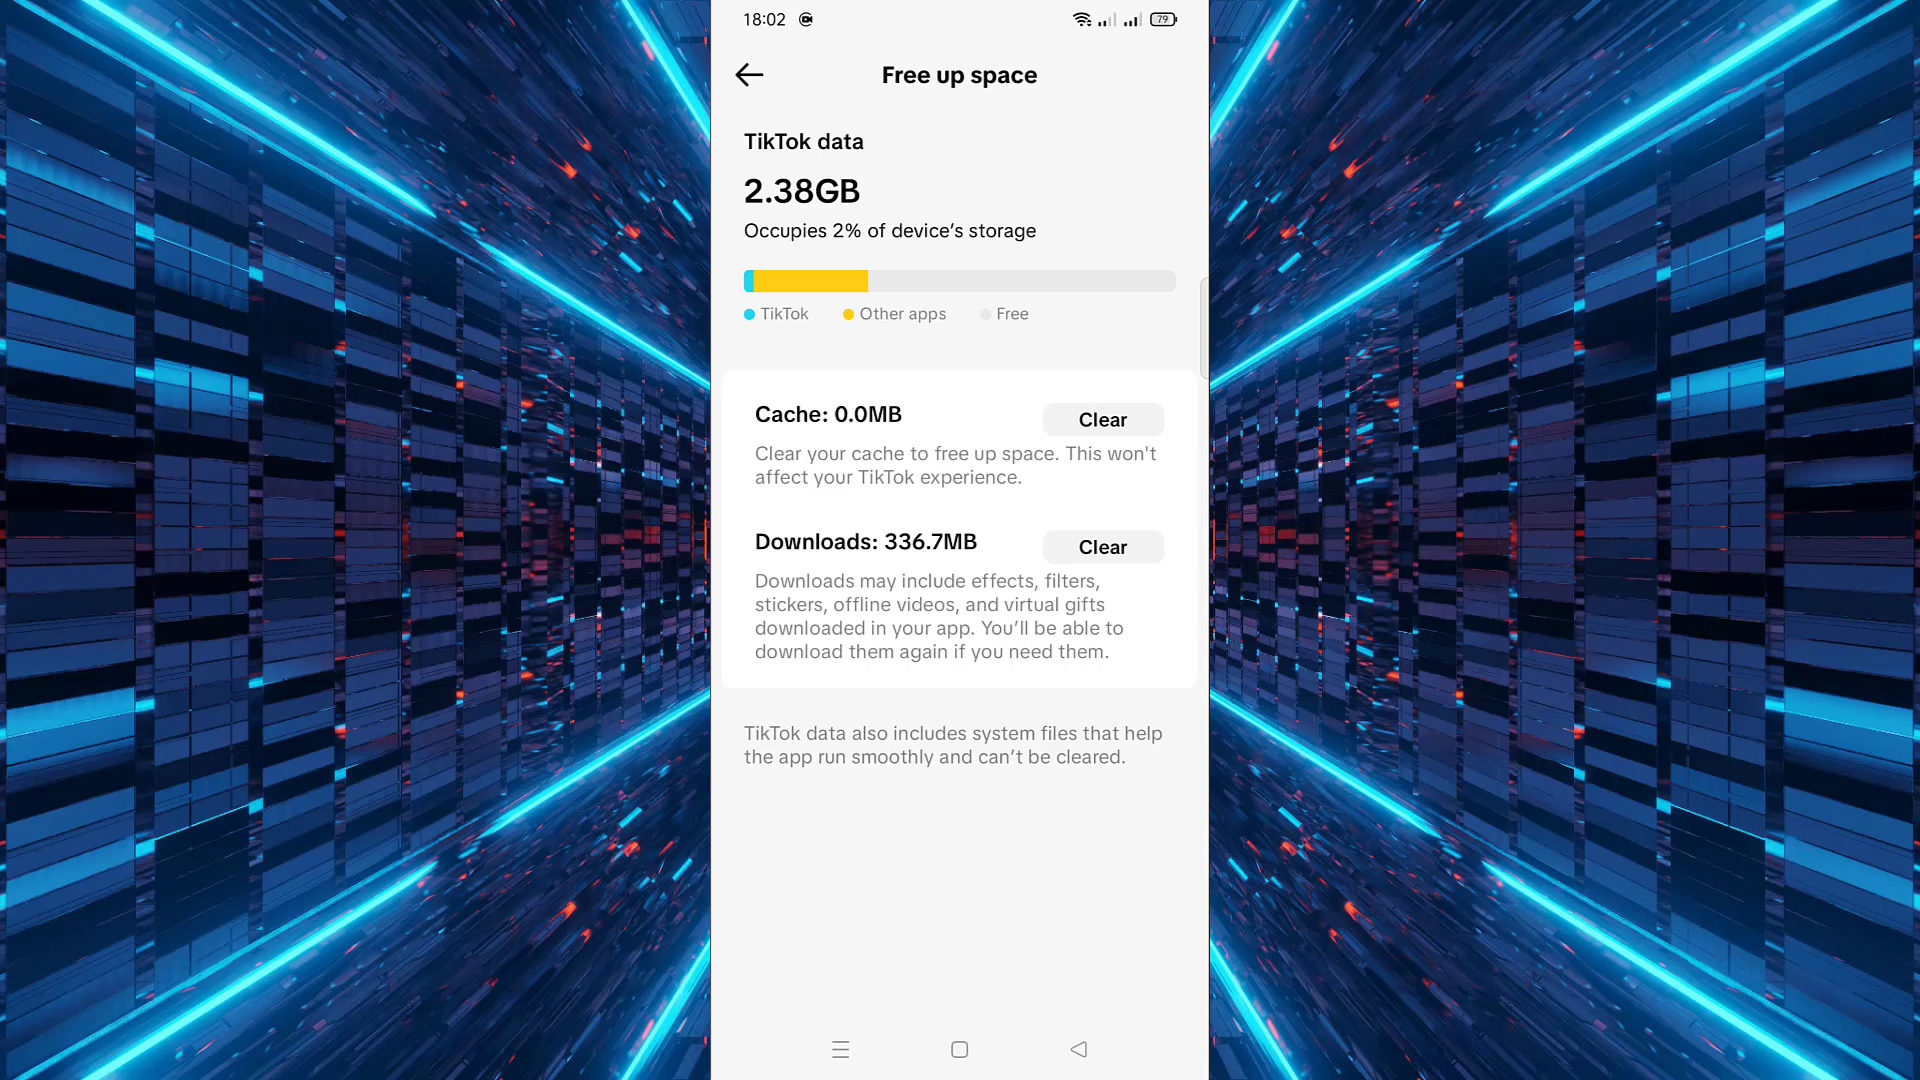 18:02
79
Free up space
TikTok data
2.38GB
Occupies 2% of device's storage
TikTok
Other apps
Free
Cache: 0.0MB
Clear
Clear your cache to free up space. This won't
affect your TikTok experience.
Downloads: 336.7MB
Clear
Downloads may include effects, filters,
stickers, offline videos, and virtual gifts
downloaded in your app. You’ll be able to
download them again if you need them.
TikTok data also includes system files that help
the app run smoothly and can’t be cleared.